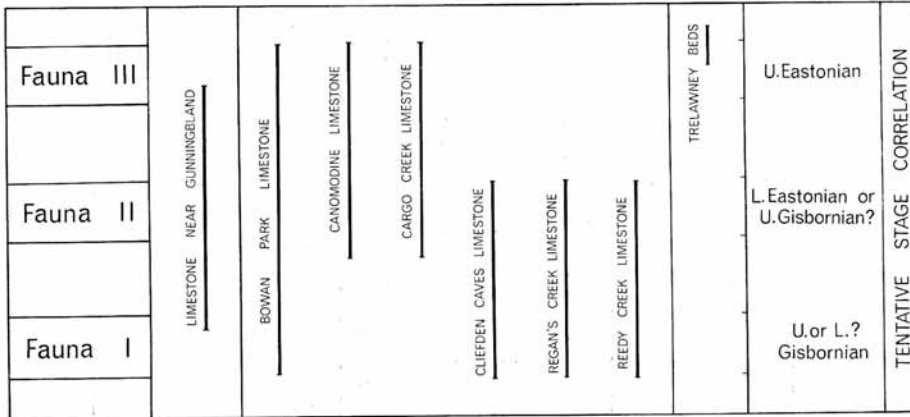 Fauna III
Fauna II
Fauna I
LIMESTONE NEAR GUNNINGBLAND
BOWAN PARK LIMESTONE
CANOMODINE LIMESTONE
CARGO CREEK LIMESTONE
CLIEFDEN CAVES LIMESTONE
REGAN'S CREEK LIMESTONE
REEDY CREEK LIMESTONE
TRELAWNEY BEDS
U.Eastonian
L.Eastonian or
U.Gisbornian?
U.or L.?
Gisbornian
TENTATIVE STAGE CORRELATION